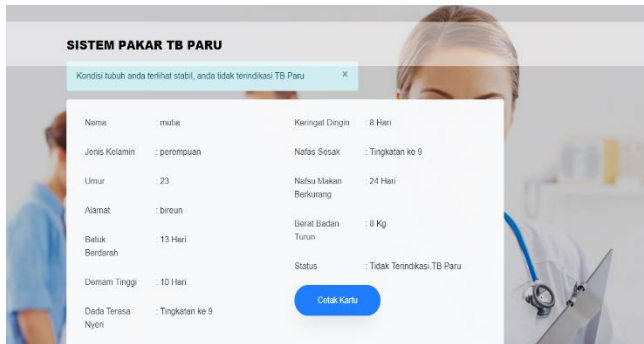 SISTEM PAKAR TB PARU
Kondisi tubuh anda terlihat stabil, anda tidak terindikasi TB Paru ×
Nama : mutia
Jenis Kelamin : perempuan
Umur : 23
Alamat : bireun
Batuk
Berdarah : 13 Hari
Demam Tinggi : 10 Hari
Dada Terasa
Nyeri : Tingkatan ke 9
Keringat Dingin : 8 Hari
Nafas Sesak : Tingkatan ke 9
Nafsu Makan
Berkurang : 24 Hari
Berat Badan
Turun : 8 Kg
Status : Tidak Terindikasi TB Paru
Cetak Kartu